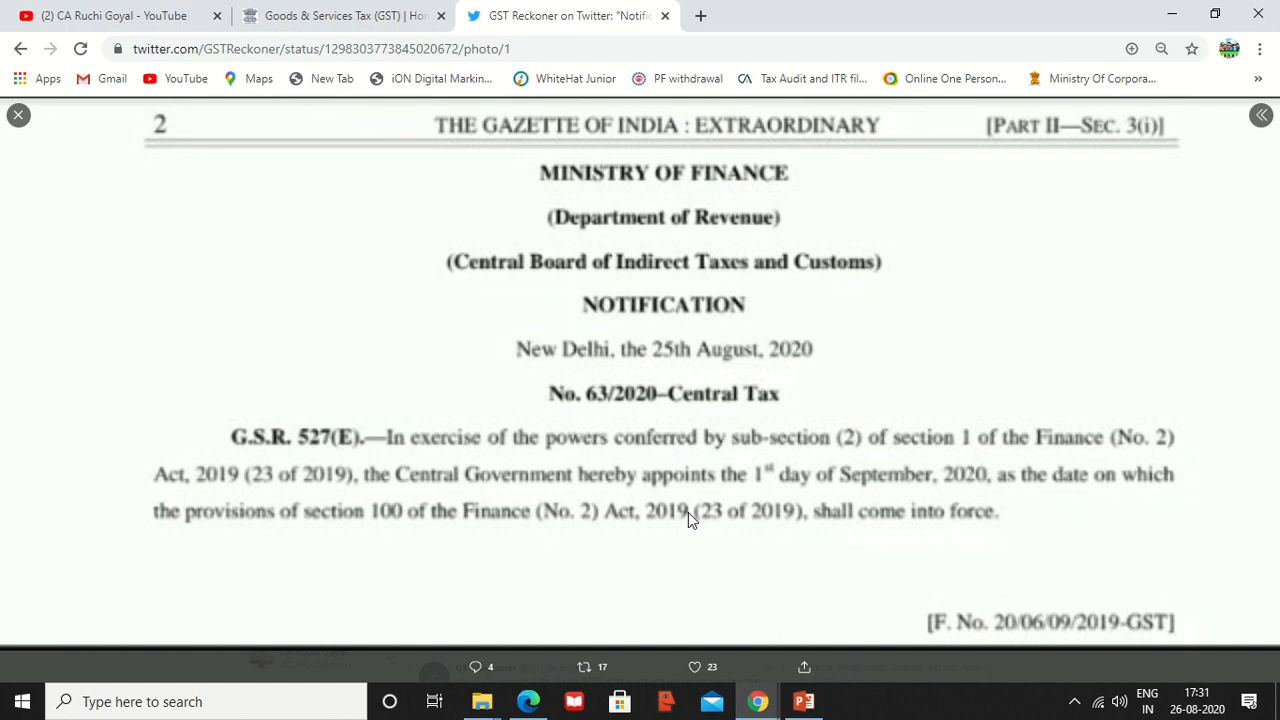 (2) CA Ruchi Goyal - YouTube
Goods & Services Tax (GST) | Hom
GST Reckoner on Twitter: "Notific
twitter.com/GSTReckoner/status/1298303773845020672/photo/1
Apps Gmail YouTube Maps New Tab iON Digital Markin... WhiteHat Junior PF withdrawal Tax Audit and ITR fil... Online One Person... Ministry Of Corpora... »
2 THE GAZETTE OF INDIA : EXTRAORDINARY [PART II—SEC. 3(i)]
MINISTRY OF FINANCE
(Department of Revenue)
(Central Board of Indirect Taxes and Customs)
NOTIFICATION
New Delhi, the 25th August, 2020
No. 63/2020–Central Tax
G.S.R. 527(E).—In exercise of the powers conferred by sub-section (2) of section 1 of the Finance (No. 2)
Act, 2019 (23 of 2019), the Central Government hereby appoints the 1st day of September, 2020, as the date on which
the provisions of section 100 of the Finance (No. 2) Act, 2019 (23 of 2019), shall come into force.
[F. No. 20/06/09/2019-GST]
4 17 23
Type here to search
ENG 17:31
IN 26-08-2020